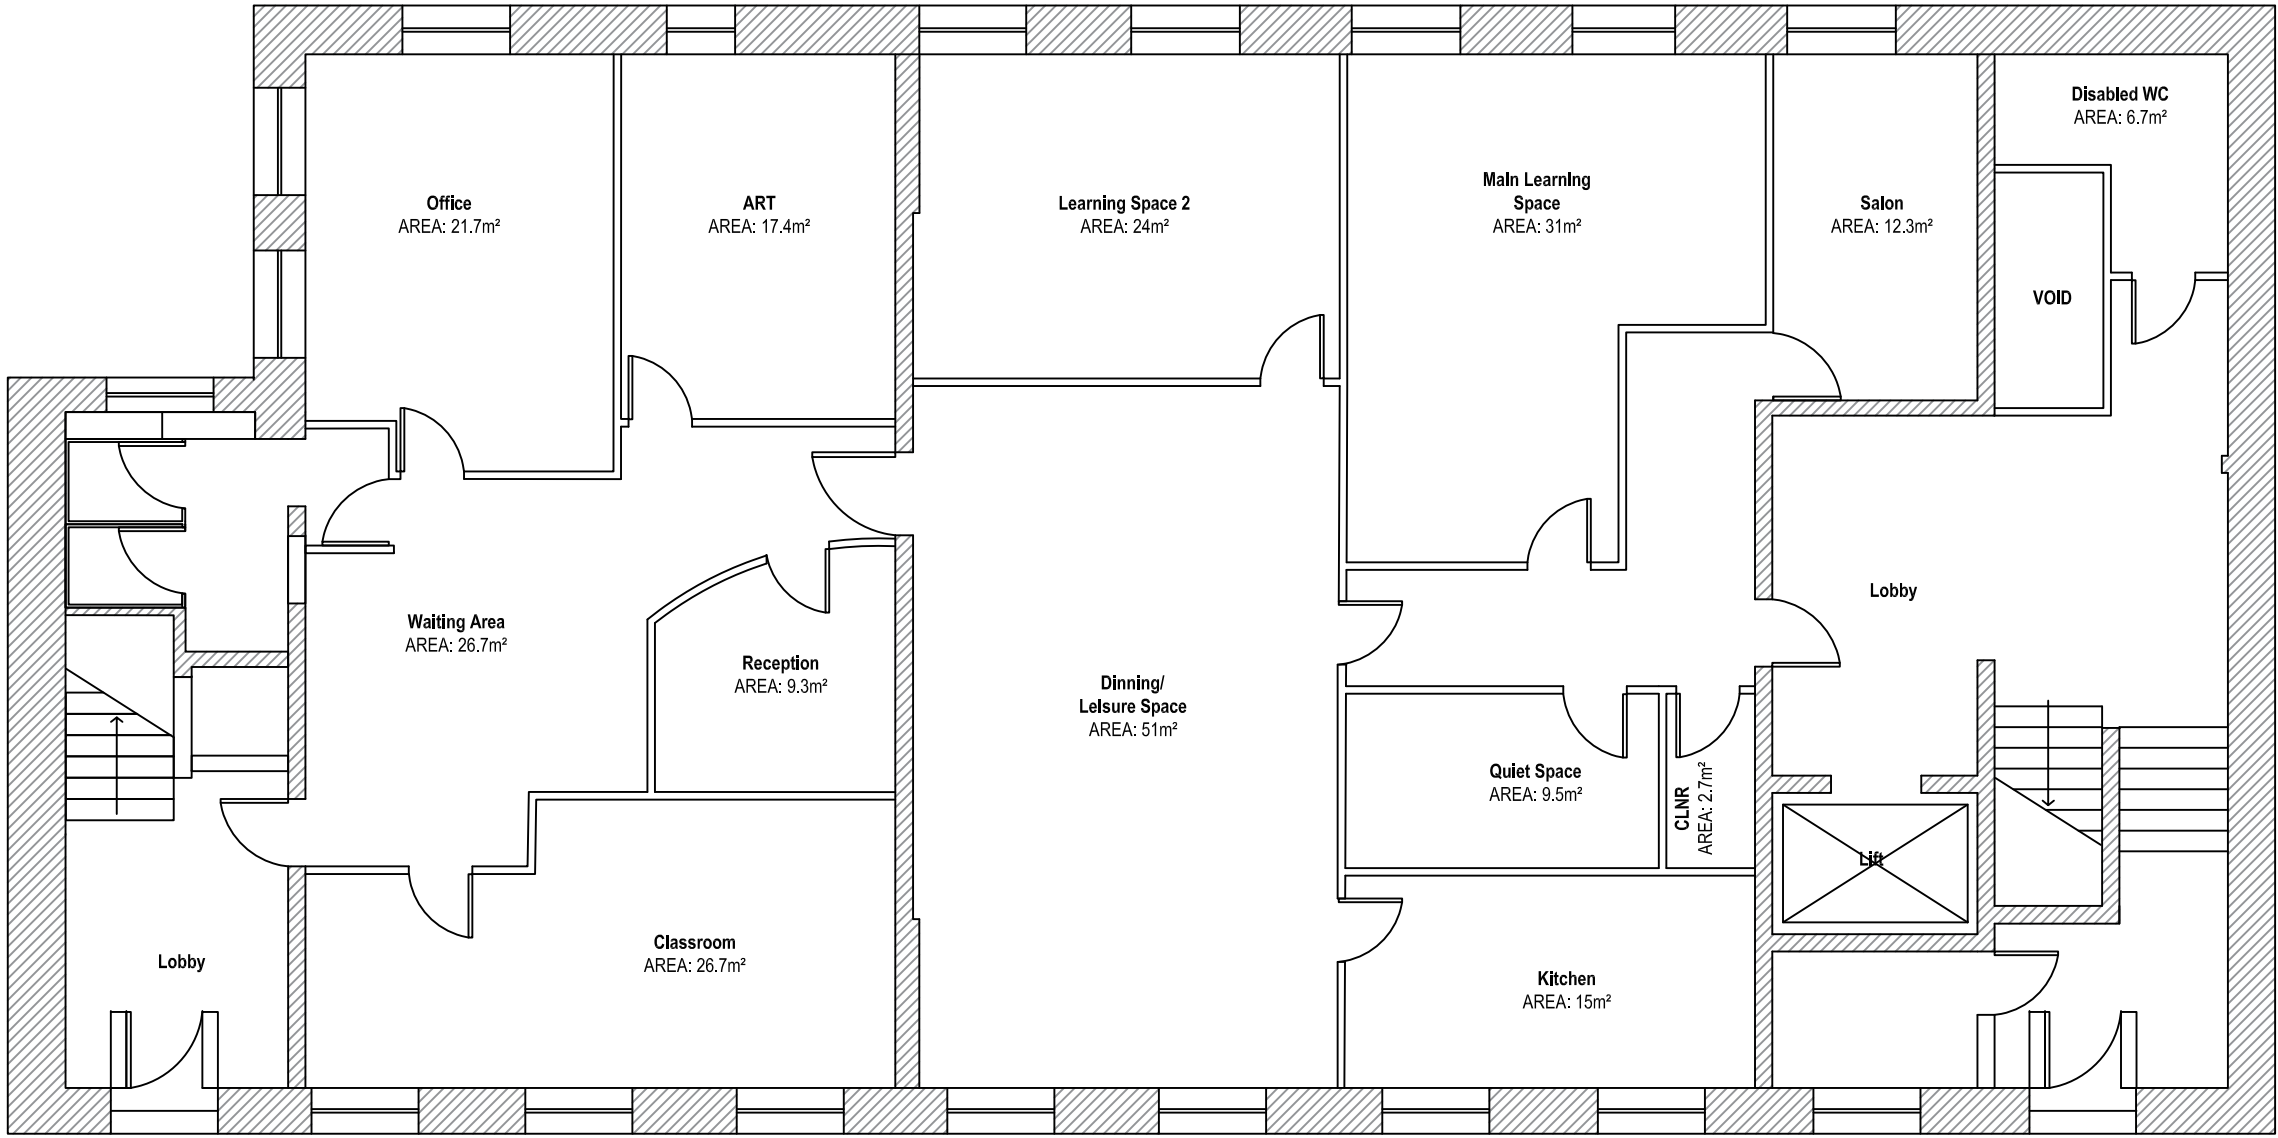 Disabled WC
AREA: 6.7m²
Office
AREA: 21.7m²
ART
AREA: 17.4m²
Learning Space 2
AREA: 24m²
Main Learning
Space
AREA: 31m²
Salon
AREA: 12.3m²
VOID
Lobby
Waiting Area
AREA: 26.7m²
Reception
AREA: 9.3m²
Dinning/
Leisure Space
AREA: 51m²
Quiet Space
AREA: 9.5m²
CLNR
AREA: 2.7m²
Lift
Classroom
AREA: 26.7m²
Lobby
Kitchen
AREA: 15m²